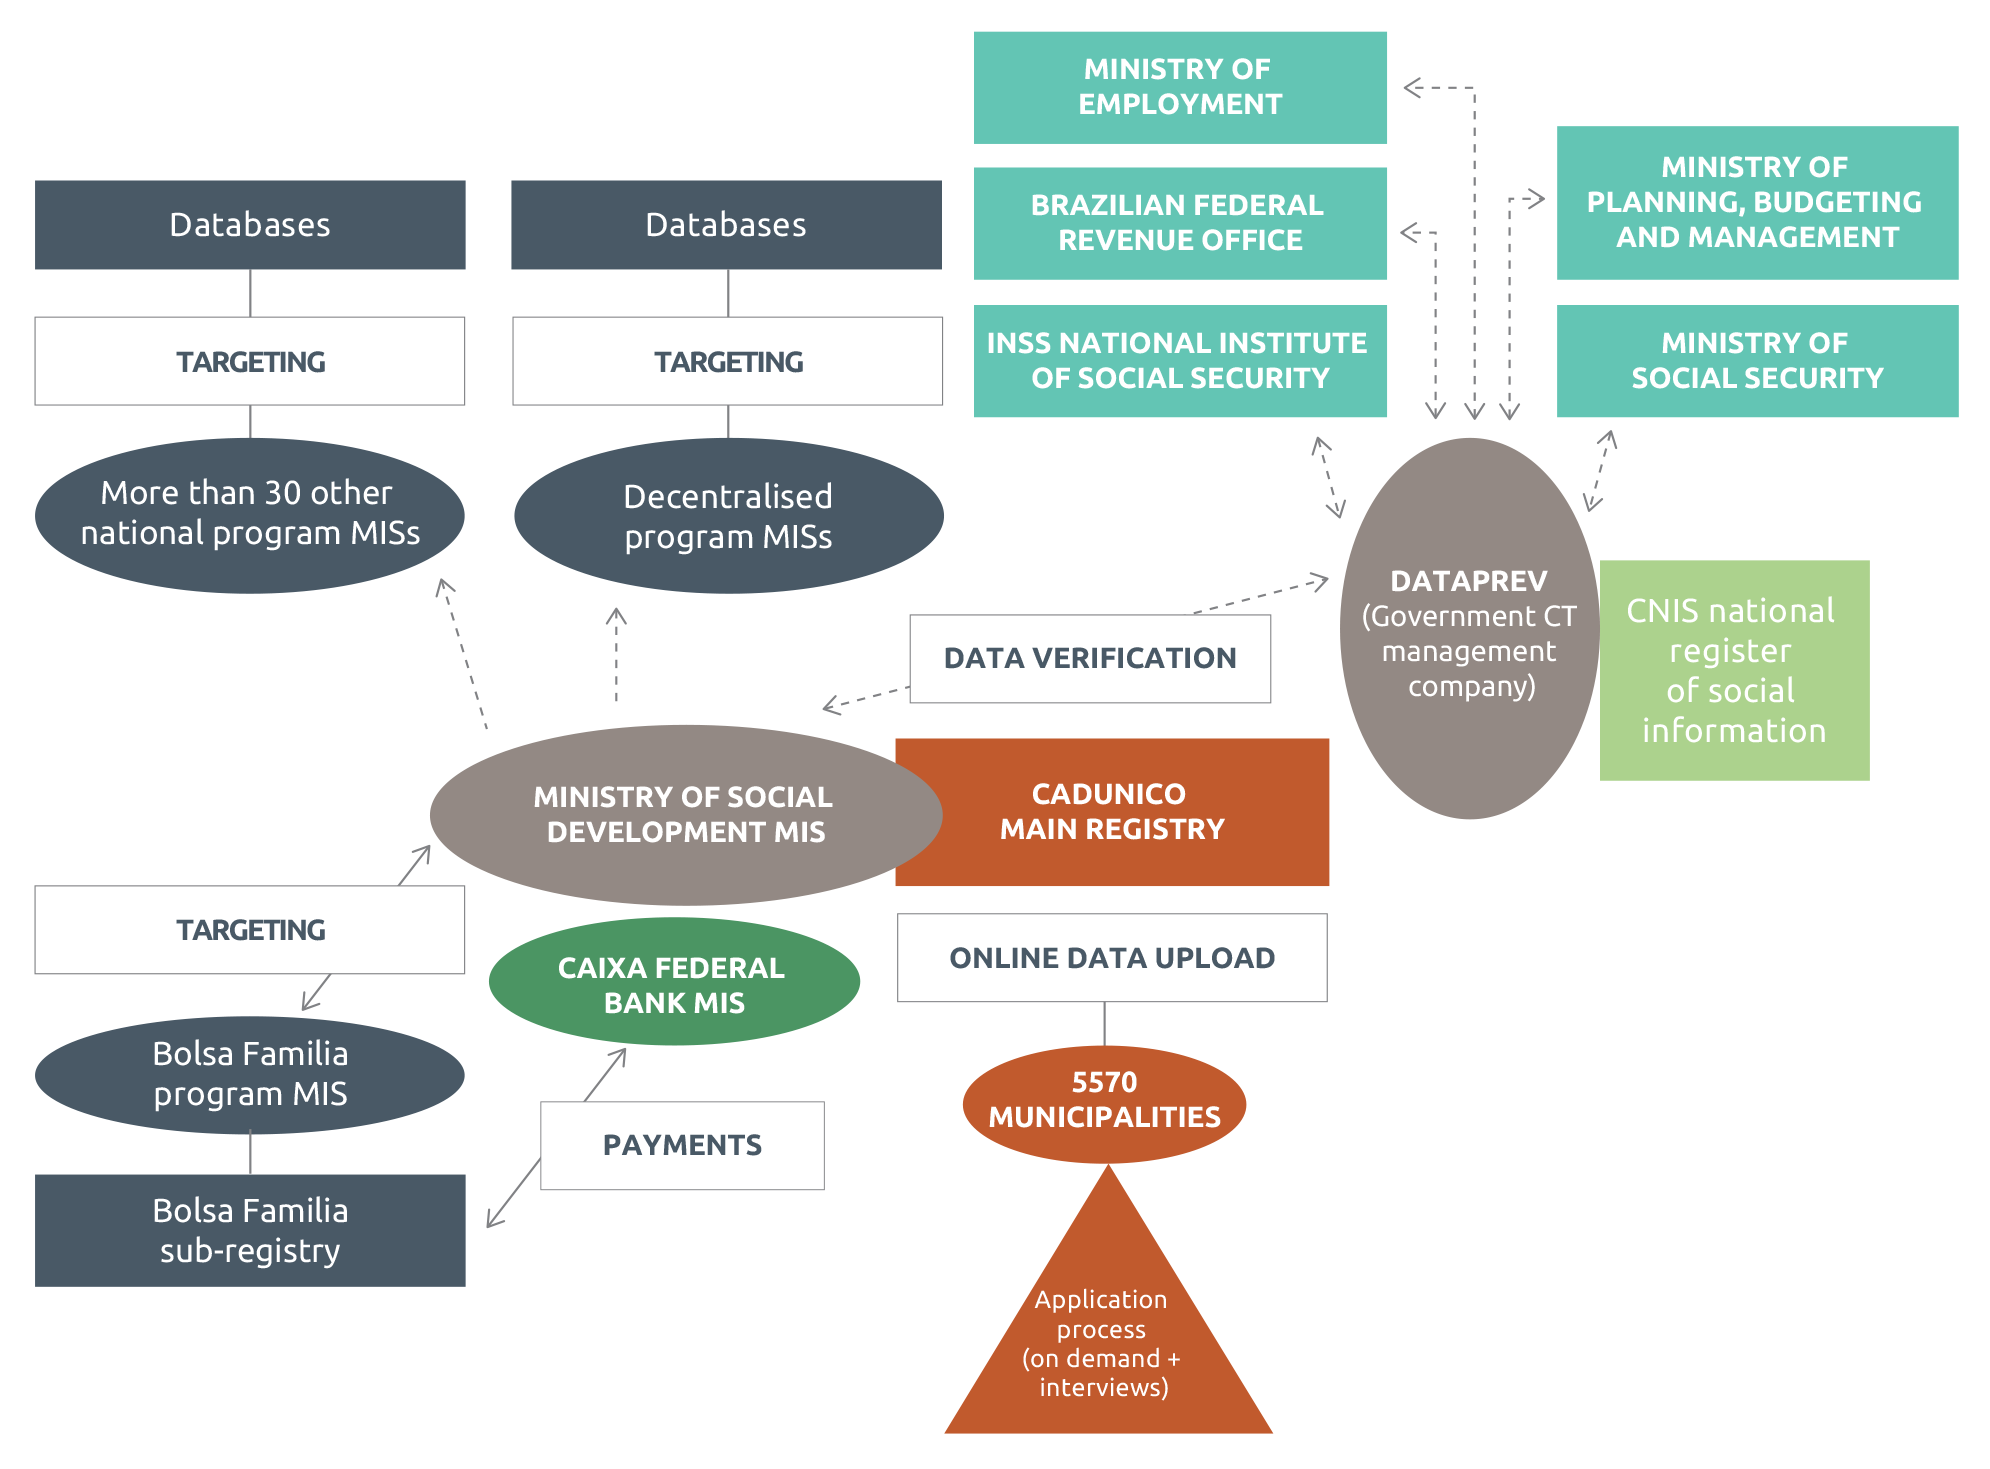 MINISTRY OF
EMPLOYMENT
BRAZILIAN FEDERAL
REVENUE OFFICE
INSS NATIONAL INSTITUTE
OF SOCIAL SECURITY
MINISTRY OF
PLANNING, BUDGETING
AND MANAGEMENT
MINISTRY OF
SOCIAL SECURITY
Databases
TARGETING
More than 30 other
national program MISs
Databases
TARGETING
Decentralised
program MISs
DATA VERIFICATION
DATAPREV
(Government CT
management
company)
CNIS national
register
of social
information
MINISTRY OF SOCIAL
DEVELOPMENT MIS
CADUNICO
MAIN REGISTRY
TARGETING
CAIXA FEDERAL
BANK MIS
ONLINE DATA UPLOAD
Bolsa Familia
program MIS
PAYMENTS
5570
MUNICIPALITIES
Bolsa Familia
sub-registry
Application
process
(on demand +
interviews)